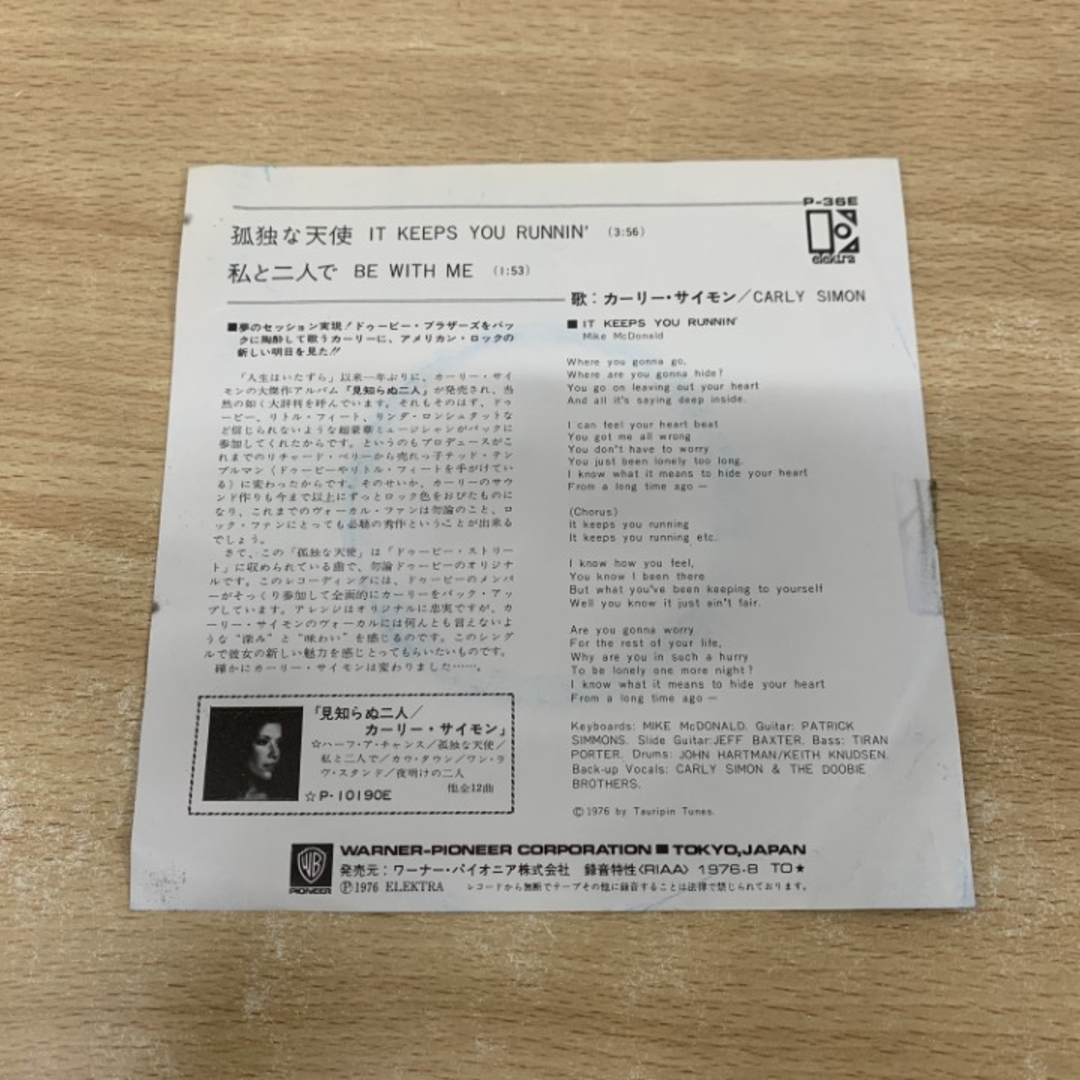 P-36E
elektra
孤独な天使 IT KEEPS YOU RUNNIN' (3:56)
私と二人で BE WITH ME (1:53)
歌：カーリー・サイモン／CARLY SIMON
■夢のセッション実現！ドゥービー・ブラザーズをバッ
クに陶酔して歌うカーリーに、アメリカン・ロックの
新しい明日を見た!!
「人生はいたずら」以来一年ぶりに、カーリー・サイ
モンの大傑作アルバム『見知らぬ二人』が発売され、当
然の如く大評判を呼んでいます。それもそのはず、ドゥ
ービー、リトル・フィート、リンダ・ロンシュタットな
ど信じられないような超豪華ミュージシャンがバックに
参加してくれたからです。というのもプロデュースがこ
れまでのリチャード・ペリーから売れっ子テッド・テン
プルマン（ドゥービーやリトル・フィートを手がけてい
る）に変わったからです。そのせいか、カーリーのサウ
ンド作りも今まで以上にずっとロック色をおびたものに
なり、これまでのヴォーカル・ファンは勿論のこと、ロ
ック・ファンにとっても必聴の秀作ということが出来る
でしょう。
さて、この「孤独な天使」は「ドゥービー・ストリー
ト」に収められている曲で、勿論ドゥービーのオリジナ
ルです。このレコーディングには、ドゥービーのメンバ
ーがそっくり参加して全面的にカーリーをバック・アッ
プしています。アレンジはオリジナルに忠実ですが、カ
ーリー・サイモンのヴォーカルには何んとも言えないよ
うな“深み”と“味わい”を感じるのです。このシング
ルで彼女の新しい魅力を感じとってもらいたいものです。
確かにカーリー・サイモンは変わりました……。
『見知らぬ二人／
カーリー・サイモン』
☆ハーフ・ア・チャンス／孤独な天使／
私と二人で／カウ・タウン／ワン・ラ
ヴ・スタンド／夜明けの二人
他全12曲
☆P-10190E
■ IT KEEPS YOU RUNNIN'
Mike McDonald
Where you gonna go,
Where are you gonna hide?
You go on leaving out your heart
And all it's saying deep inside.
I can feel your heart beat
You got me all wrong
You don't have to worry
You just been lonely too long.
I know what it means to hide your heart
From a long time ago —
(Chorus)
It keeps you running
It keeps you running etc.
I know how you feel,
You know I been there
But what you've been keeping to yourself
Well you know it just ain't fair.
Are you gonna worry
For the rest of your life,
Why are you in such a hurry
To be lonely one more night?
I know what it means to hide your heart
From a long time ago —
Keyboards: MIKE McDONALD. Guitar: PATRICK
SIMMONS. Slide Guitar:JEFF BAXTER. Bass: TIRAN
PORTER. Drums: JOHN HARTMAN/KEITH KNUDSEN.
Back-up Vocals: CARLY SIMON & THE DOOBIE
BROTHERS.
©1976 by Tauripin Tunes.
PIONEER
WARNER-PIONEER CORPORATION ■ TOKYO, JAPAN
発売元：ワーナー・パイオニア株式会社 録音特性〈RIAA〉1976-8 TO★
Ⓟ1976 ELEKTRA レコードから無断でテープその他に録音することは法律で禁じられております。